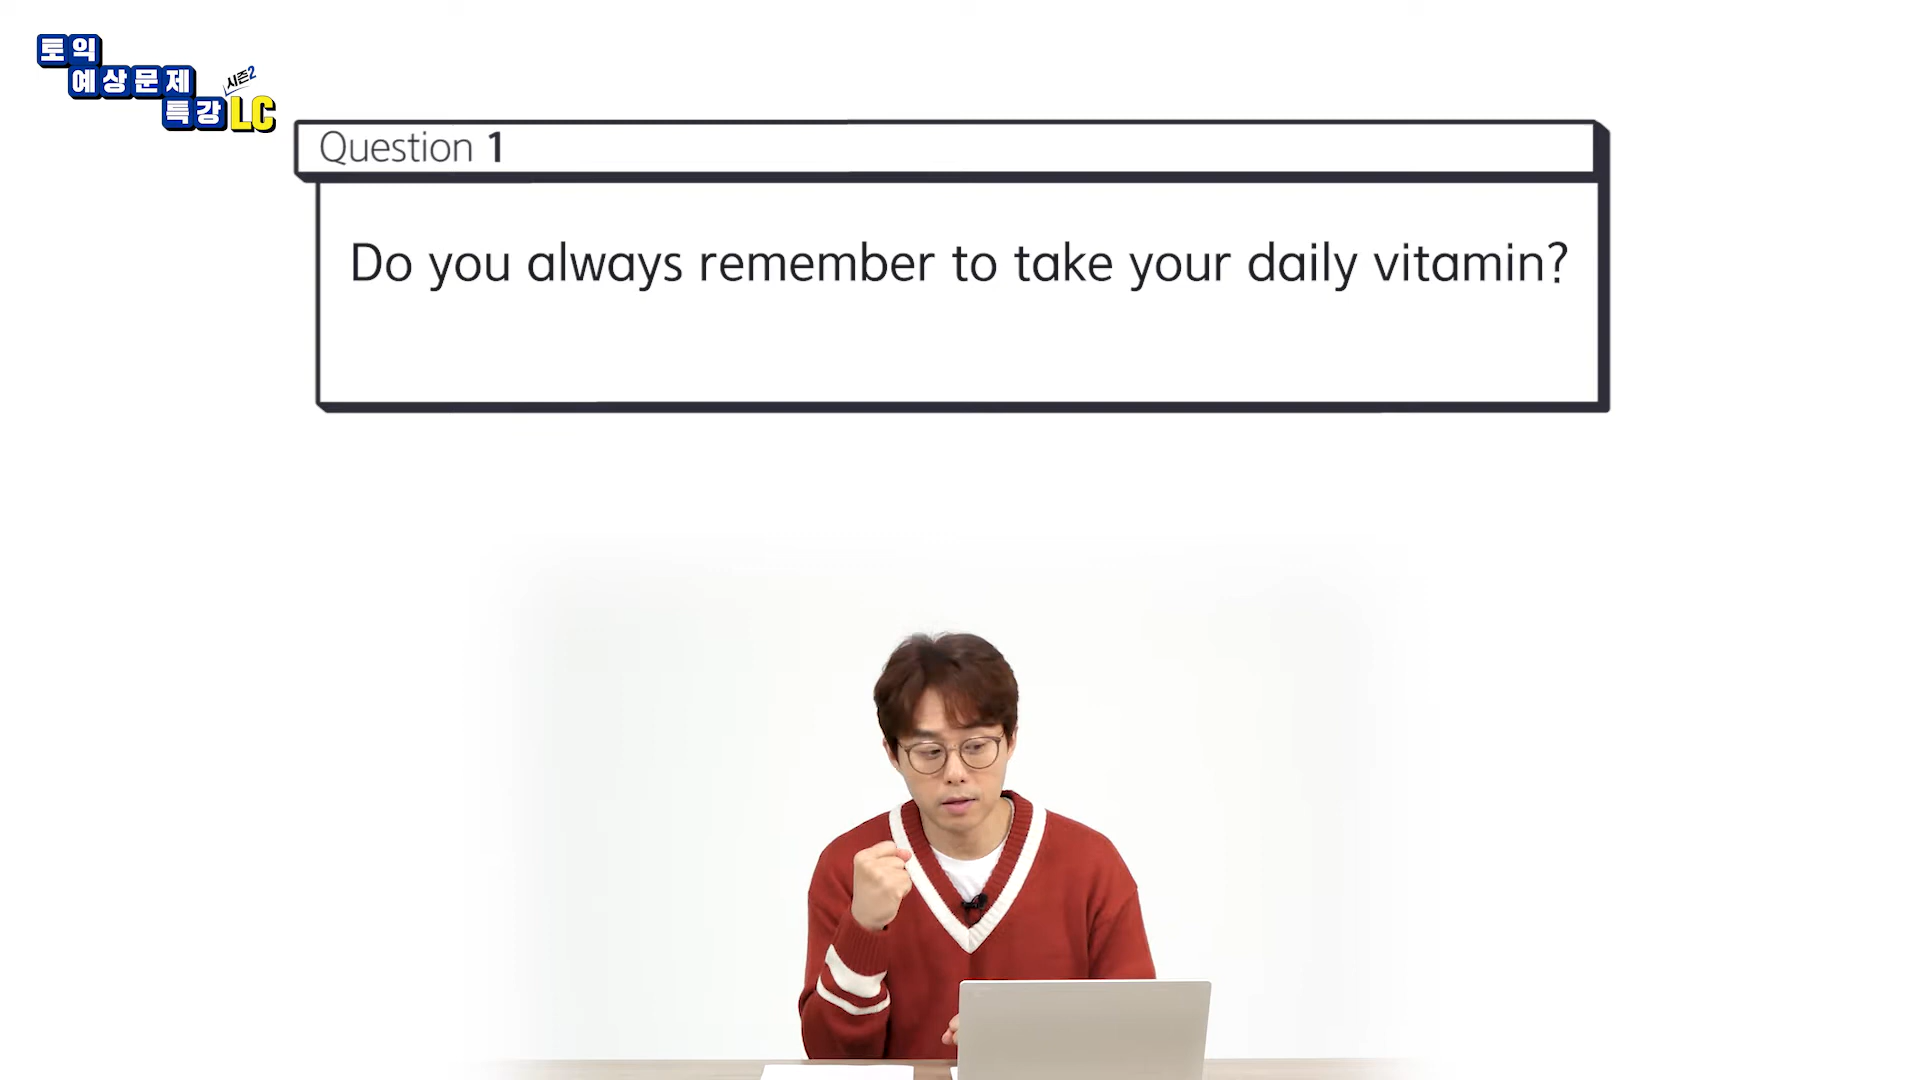 토익
예상문제
특강 LC
시즌2
Question 1
Do you always remember to take your daily vitamin?